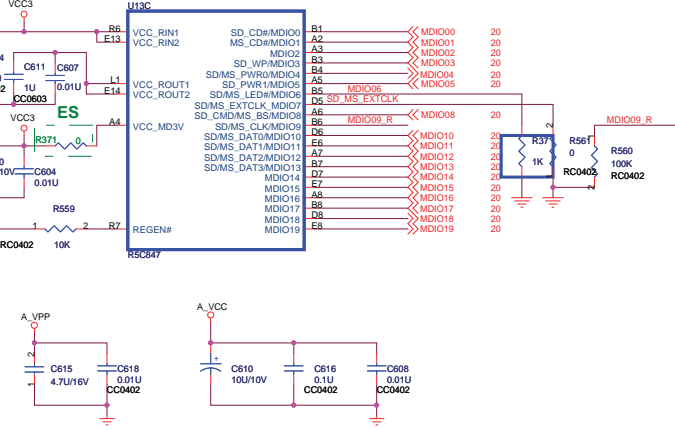 VCC3
U13C
R6
VCC_RIN1
SD_CD#/MDIO0
B1
MDIO00
20
E13
VCC_RIN2
MS_CD#/MDIO1
A2
MDIO01
20
MDIO2
A3
MDIO02
20
SD_WP/MDIO3
B3
MDIO03
20
SD/MS_PWR0/MDIO4
B4
MDIO04
20
L1
VCC_ROUT1
SD_PWR1/MDIO5
A5
MDIO05
20
E14
VCC_ROUT2
SD/MS_LED#/MDIO6
B5
MDIO06
SD/MS_EXTCLK_MDIO7
D5
SD_MS_EXTCLK
SD_CMD/MS_BS/MDIO8
A6
MDIO08
20
A4
VCC_MD3V
SD/MS_CLK/MDIO9
B6
MDIO09_R
SD/MS_DAT0/MDIO10
D6
MDIO10
20
SD/MS_DAT1/MDIO11
E6
MDIO11
20
SD/MS_DAT2/MDIO12
A7
MDIO12
20
SD/MS_DAT3/MDIO13
B7
MDIO13
20
MDIO14
D7
MDIO14
20
MDIO15
E7
MDIO15
20
MDIO16
A8
MDIO16
20
MDIO17
B8
MDIO17
20
MDIO18
D8
MDIO18
20
R7
REGEN#
MDIO19
E8
MDIO19
20
R5C847
C611
1U
CC0603
C607
0.01U
VCC3
ES
R371
0
10V
C604
0.01U
R559
1
2
RC0402
10K
MDIO09_R
2
R37
1K
R561
0
RC0402
1
R560
100K
RC0402
2
A_VPP
2
C615
4.7U/16V
1
C618
0.01U
CC0402
A_VCC
+
C610
10U/10V
C616
0.1U
CC0402
C608
0.01U
CC0402